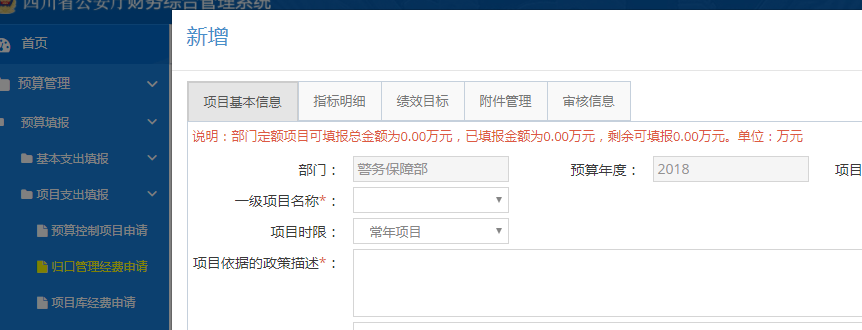 四川省公安厅财务综合管理系统
首页
预算管理
预算填报
基本支出填报
项目支出填报
预算控制项目申请
归口管理经费申请
项目库经费申请
新增
项目基本信息 指标明细 绩效目标 附件管理 审核信息
说明：部门定额项目可填报总金额为0.00万元，已填报金额为0.00万元，剩余可填报0.00万元。单位：万元
部门： 警务保障部 预算年度： 2018 项目
一级项目名称*：
项目时限： 常年项目
项目依据的政策描述*：